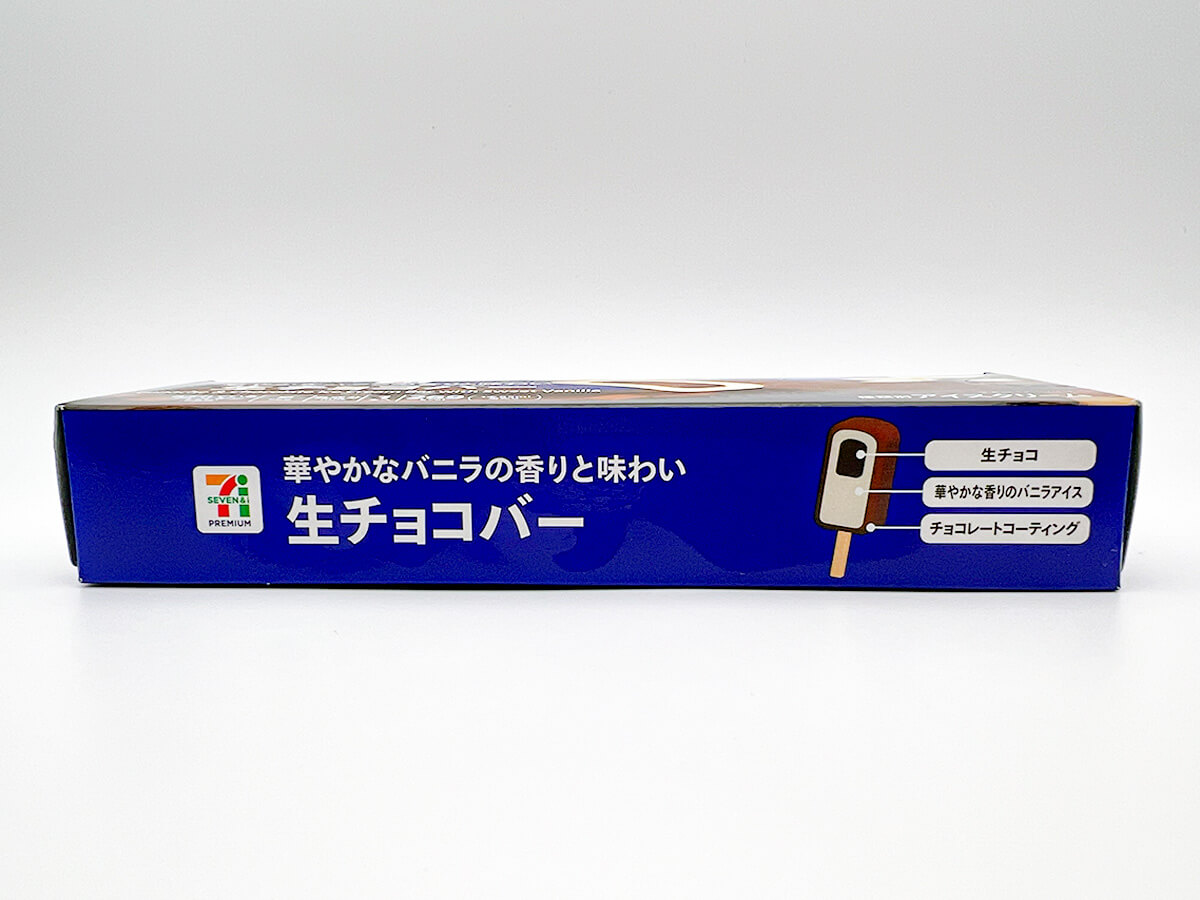 華やかなバニラの香りと味わい
生チョコバー
SEVEN&i
PREMIUM
生チョコ
華やかな香りのバニラアイス
チョコレートコーティング